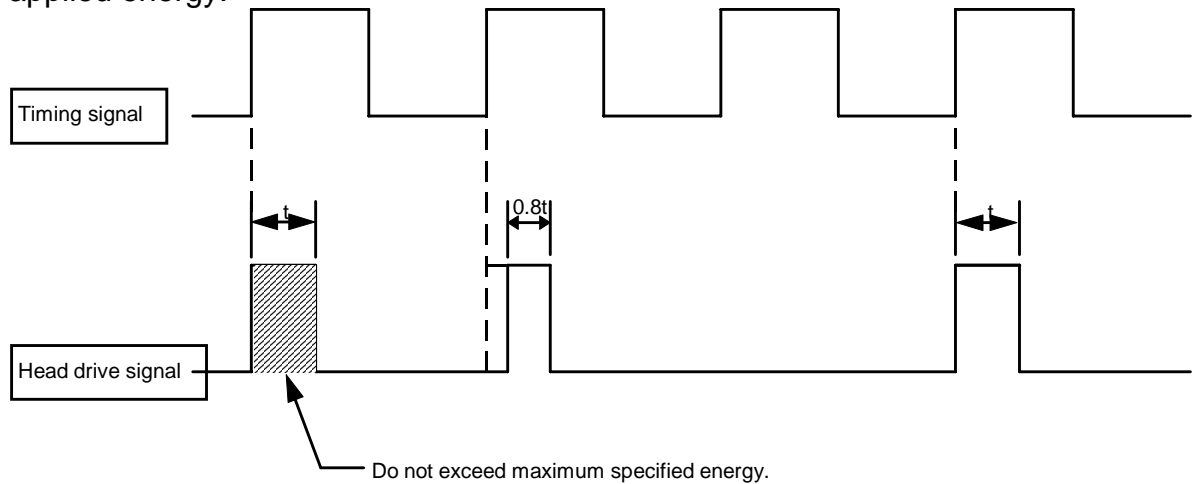 applied energy.
Timing signal
t
0.8t
t
Head drive signal
Do not exceed maximum specified energy.